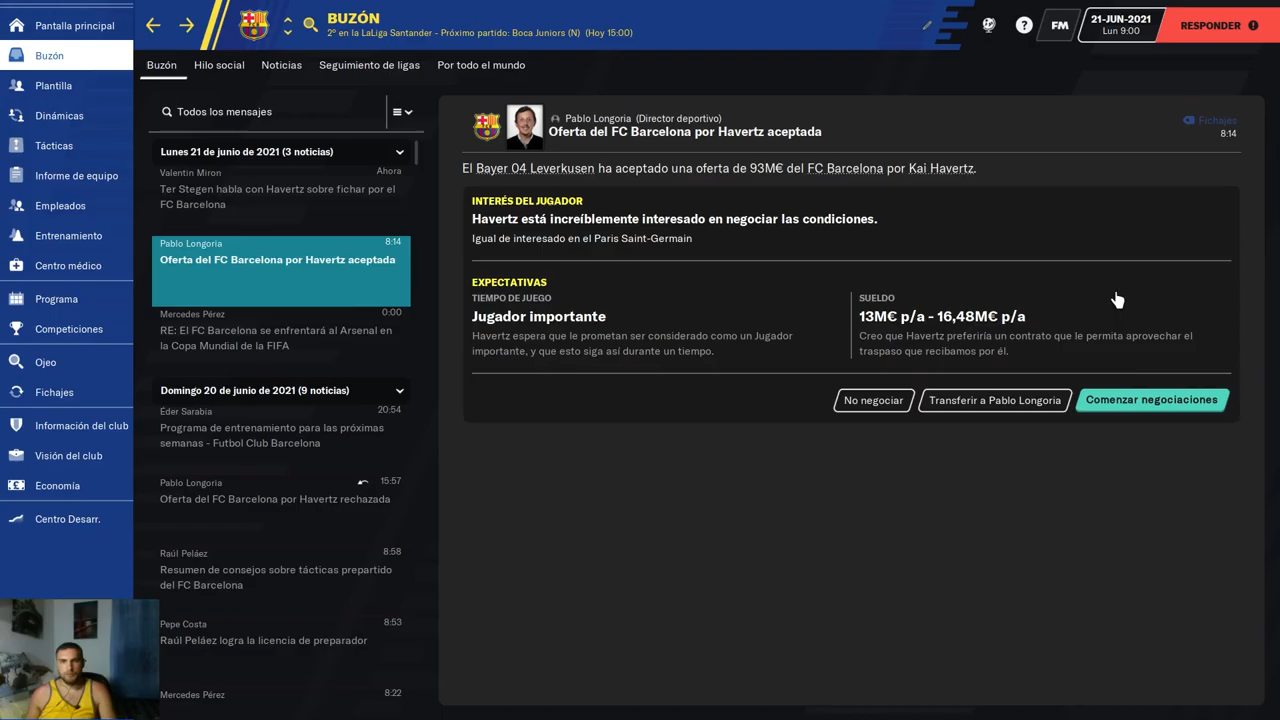 Pantalla principal
Buzón
Plantilla
Dinámicas
Tácticas
Informe de equipo
Empleados
Entrenamiento
Centro médico
Programa
Competiciones
Ojeo
Fichajes
Información del club
Visión del club
Economía
Centro Desarr.
BUZÓN
2º en la LaLiga Santander - Próximo partido: Boca Juniors (N) (Hoy 15:00)
?
FM
21-JUN-2021
Lun 9:00
RESPONDER
Buzón
Hilo social
Noticias
Seguimiento de ligas
Por todo el mundo
Todos los mensajes
Lunes 21 de junio de 2021 (3 noticias)
Valentin Miron
Ahora
Ter Stegen habla con Havertz sobre fichar por el
FC Barcelona
Pablo Longoria
8:14
Oferta del FC Barcelona por Havertz aceptada
Mercedes Pérez
0:00
RE: El FC Barcelona se enfrentará al Arsenal en
la Copa Mundial de la FIFA
Domingo 20 de junio de 2021 (9 noticias)
Éder Sarabia
20:54
Programa de entrenamiento para las próximas
semanas - Futbol Club Barcelona
Pablo Longoria
15:57
Oferta del FC Barcelona por Havertz rechazada
Raúl Peláez
8:58
Resumen de consejos sobre tácticas prepartido
del FC Barcelona
Pepe Costa
8:53
Raúl Peláez logra la licencia de preparador
Mercedes Pérez
8:22
Pablo Longoria (Director deportivo)
Oferta del FC Barcelona por Havertz aceptada
Fichajes
8:14
El Bayer 04 Leverkusen ha aceptado una oferta de 93M€ del FC Barcelona por Kai Havertz.
INTERÉS DEL JUGADOR
Havertz está increíblemente interesado en negociar las condiciones.
Igual de interesado en el Paris Saint-Germain
EXPECTATIVAS
TIEMPO DE JUEGO
Jugador importante
Havertz espera que le prometan ser considerado como un Jugador
importante, y que esto siga así durante un tiempo.
SUELDO
13M€ p/a - 16,48M€ p/a
Creo que Havertz preferiría un contrato que le permita aprovechar el
traspaso que recibamos por él.
No negociar
Transferir a Pablo Longoria
Comenzar negociaciones